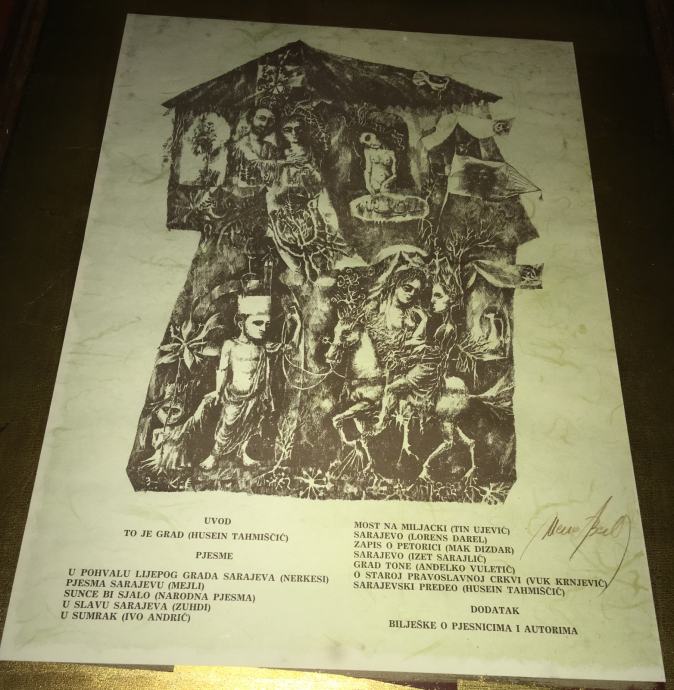 UVOD
TO JE GRAD (HUSEIN TAHMIŠČIĆ)
PJESME
U POHVALU LIJEPOG GRADA SARAJEVA (NERKESI)
PJESMA SARAJEVU (MEJLI)
SUNCE BI SJALO (NARODNA PJESMA)
U SLAVU SARAJEVA (ZUHDI)
U SUMRAK (IVO ANDRIĆ)
MOST NA MILJACKI (TIN UJEVIĆ)
SARAJEVO (LORENS DAREL)
ZAPIS O PETORICI (MAK DIZDAR)
SARAJEVO (IZET SARAJLIĆ)
GRAD TONE (ANĐELKO VULETIĆ)
O STAROJ PRAVOSLAVNOJ CRKVI (VUK KRNJEVIĆ)
SARAJEVSKI PREDEO (HUSEIN TAHMIŠČIĆ)
DODATAK
BILJEŠKE O PJESNICIMA I AUTORIMA